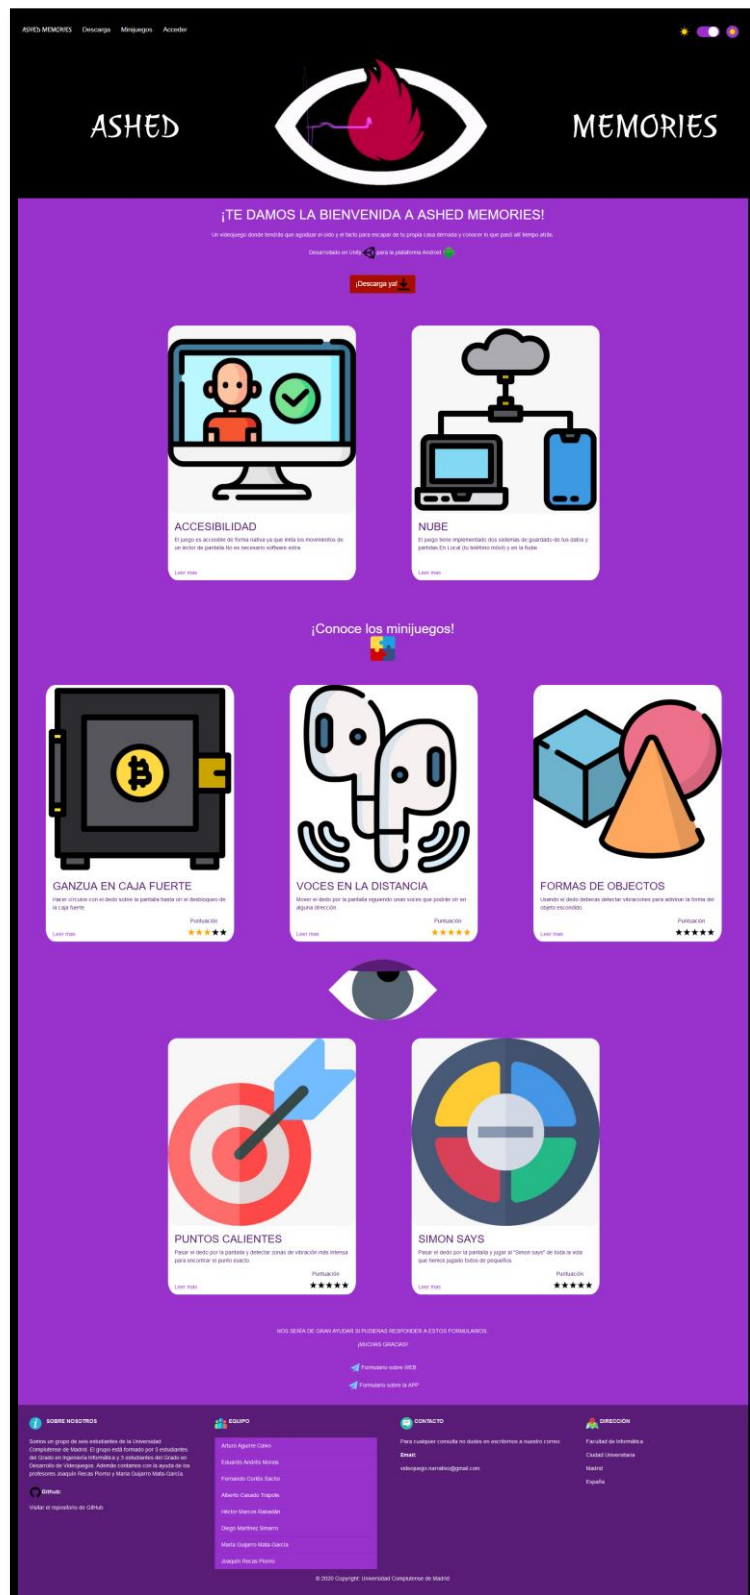 ASHED MEMORIES Descarga Minijuegos Acceder
ASHED MEMORIES
¡TE DAMOS LA BIENVENIDA A ASHED MEMORIES!
Un videojuego donde tendrás que agudizar el oído y el tacto para escapar de tu propia casa derruida y conocer lo que pasó allí tiempo atrás.
Desarrollado en Unity para la plataforma Android
¡Descarga ya!
ACCESIBILIDAD
El juego es accesible de forma nativa ya que imita los movimientos de
un lector de pantalla.No es necesario software extra.
Leer mas
NUBE
El juego tiene implementado dos sistemas de guardado de tus datos y
partidas En Local (tu teléfono móvil) y en la Nube.
Leer mas
¡Conoce los minijuegos!
GANZUA EN CAJA FUERTE
Hacer círculos con el dedo sobre la pantalla hasta oír el desbloqueo de
la caja fuerte.
Puntuación
Leer mas
VOCES EN LA DISTANCIA
Mover el dedo por la pantalla siguiendo unas voces que podrás oír en
alguna dirección.
Puntuación
Leer mas
FORMAS DE OBJECTOS
Usando el dedo deberás detectar vibraciones para adivinar la forma del
objeto escondido.
Puntuación
Leer mas
PUNTOS CALIENTES
Pasar el dedo por la pantalla y detectar zonas de vibración más intensa
para encontrar el punto exacto.
Puntuación
Leer mas
SIMON SAYS
Pasar el dedo por la pantalla y jugar al "Simon says" de toda la vida
que hemos jugado todos de pequeños.
Puntuación
Leer mas
NOS SERÍA DE GRAN AYUDAR SI PUDIERAS RESPONDER A ESTOS FORMULARIOS
¡MUCHAS GRACIAS!
Formulario sobre WEB
Formulario sobre la APP
SOBRE NOSOTROS
Somos un grupo de seis estudiantes de la Universidad
Complutense de Madrid. El grupo está formado por 3 estudiantes
del Grado en Ingeniería Informática y 3 estudiantes del Grado en
Desarrollo de Videojuegos. Además contamos con la ayuda de los
profesores Joaquín Recas Piorno y María Guijarro Mata-García.
Github:
Visitar el repositorio de GitHub
EQUIPO
Arturo Aguirre Calvo
Eduardo Andrés Morais
Fernando Cortés Sacho
Alberto Casado Trapote
Héctor Marcos Rabadán
Diego Martínez Simarro
María Guijarro Mata-García
Joaquín Recas Piorno
CONTACTO
Para cualquier consulta no dudes en escribirnos a nuestro correo:
Email:
videojuego.narrativo@gmail.com
DIRECCIÓN
Facultad de Informática
Ciudad Universitaria
Madrid
España
© 2020 Copyright: Universidad Complutense de Madrid